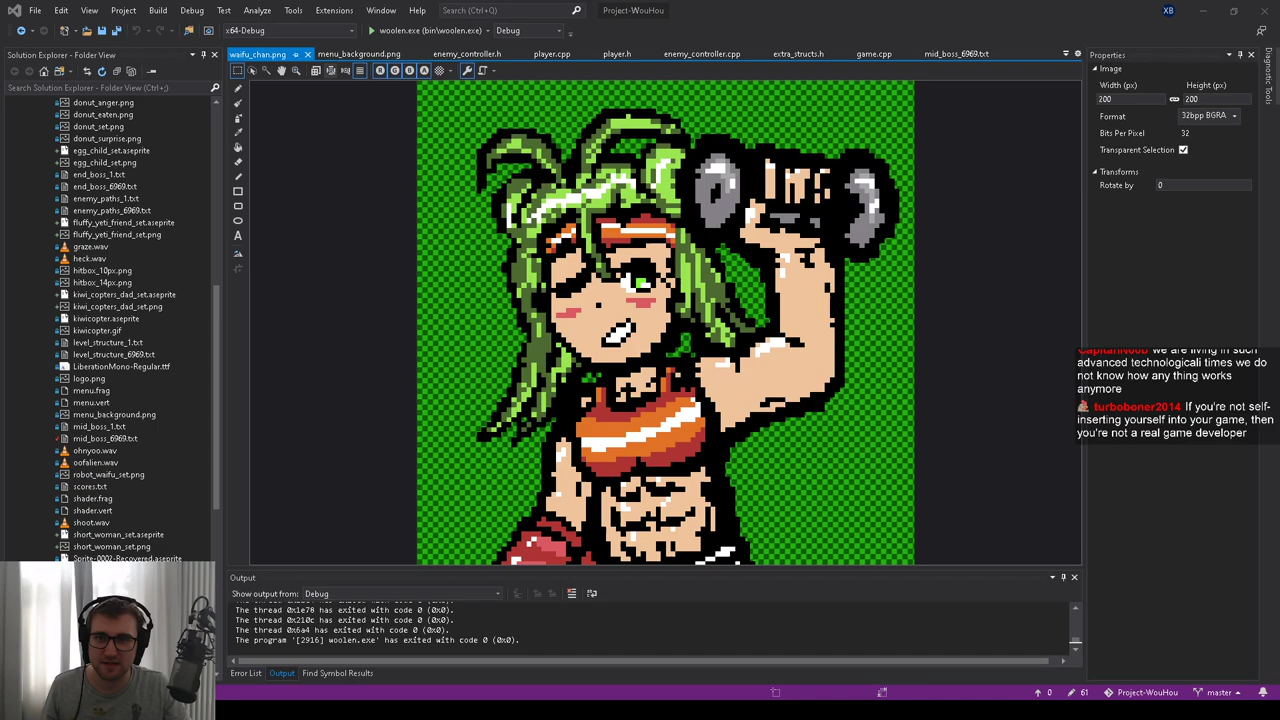 File Edit View Project Build Debug Test Analyze Tools Extensions Window Help Search (Ctrl+Q) Project-WouHou XB
x64-Debug woolen.exe (bin\woolen.exe) Debug
Solution Explorer - Folder View
Search Solution Explorer - Folder View (Ctrl+;)
donut_anger.png
donut_eaten.png
donut_set.png
donut_surprise.png
egg_child_set.aseprite
egg_child_set.png
end_boss_1.txt
end_boss_6969.txt
enemy_paths_1.txt
enemy_paths_6969.txt
fluffy_yeti_friend_set.aseprite
fluffy_yeti_friend_set.png
graze.wav
heck.wav
hitbox_10px.png
hitbox_14px.png
kiwi_copters_dad_set.aseprite
kiwi_copters_dad_set.png
kiwicopter.aseprite
kiwicopter.gif
level_structure_1.txt
level_structure_6969.txt
LiberationMono-Regular.ttf
logo.png
menu.frag
menu.vert
menu_background.png
mid_boss_1.txt
mid_boss_6969.txt
ohnyoo.wav
oofalien.wav
robot_waifu_set.png
scores.txt
shader.frag
shader.vert
shoot.wav
short_woman_set.aseprite
short_woman_set.png
Sprite-0002-Recovered.aseprite
waifu_chan.png menu_background.png enemy_controller.h player.cpp player.h enemy_controller.cpp extra_structs.h game.cpp mid_boss_6969.txt
R G B A
A
Output
Show output from: Debug
The thread 0x1e78 has exited with code 0 (0x0).
The thread 0x210c has exited with code 0 (0x0).
The thread 0x6a4 has exited with code 0 (0x0).
The program '[2916] woolen.exe' has exited with code 0 (0x0).
Error List Output Find Symbol Results
Properties
Image
Width (px) Height (px)
200 200
Format 32bpp BGRA
Bits Per Pixel 32
Transparent Selection
Transforms
Rotate by 0
Diagnostic Tools
we are living in such
advanced technologicali times we do
not know how any thing works
anymore
turboboner2014 If you're not self-
inserting yourself into your game, then
you're not a real game developer
0 61 Project-WouHou master